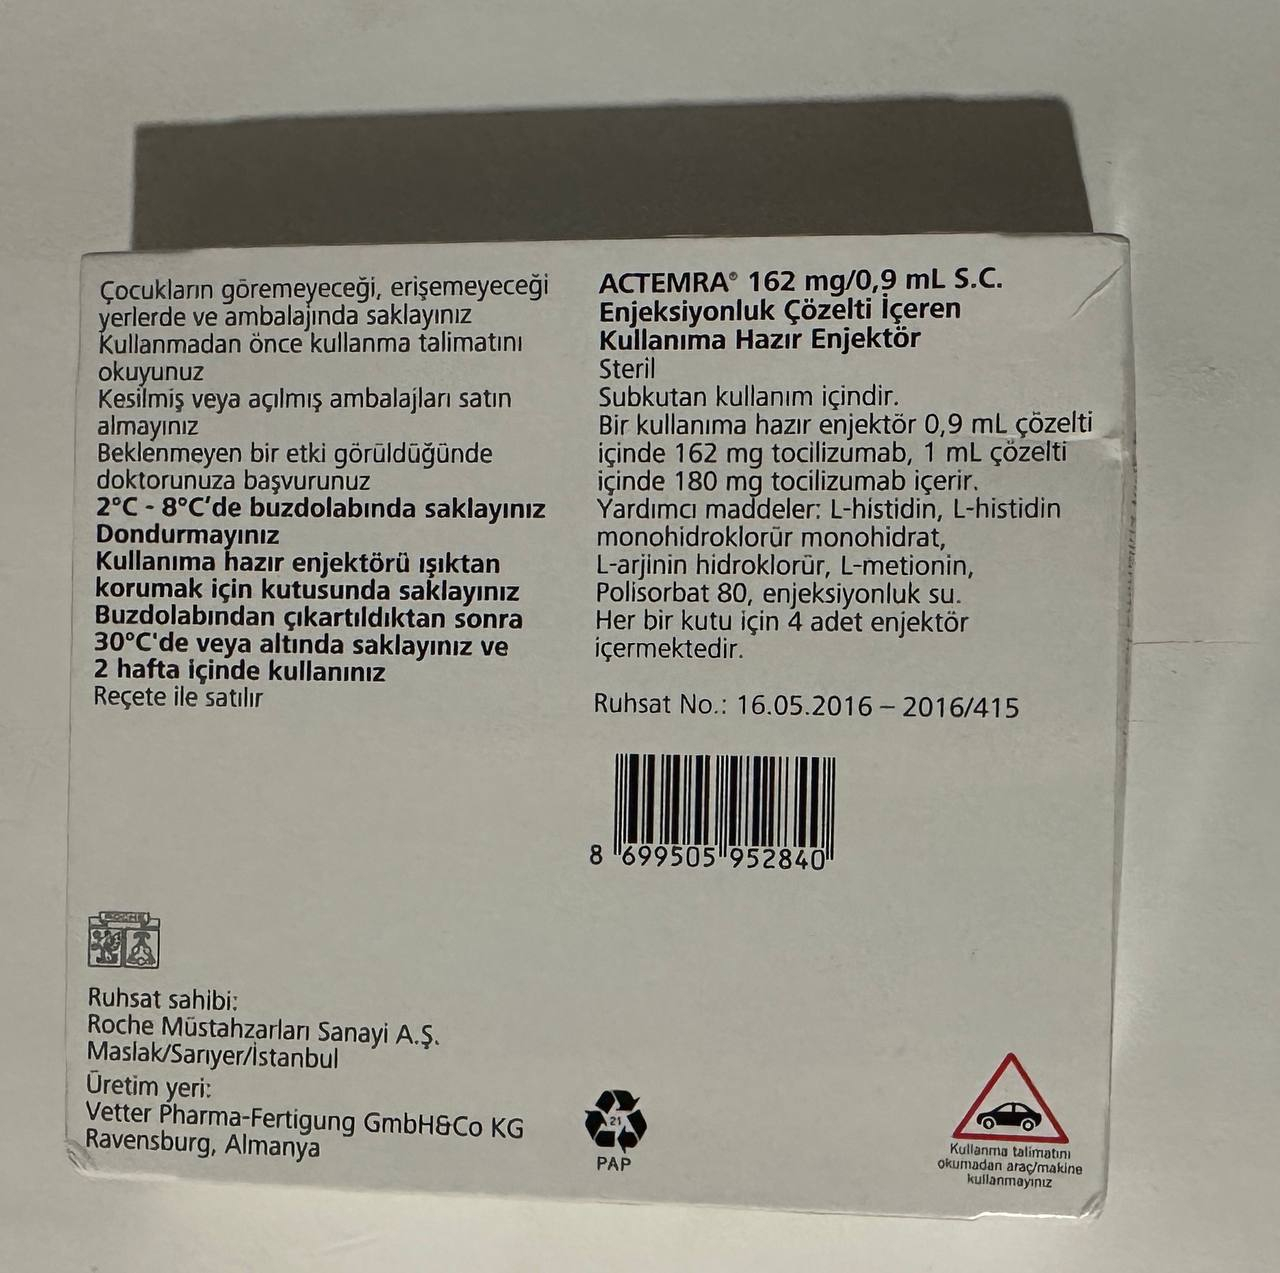 Çocukların göremeyeceği, erişemeyeceği
yerlerde ve ambalajında saklayınız
Kullanmadan önce kullanma talimatını
okuyunuz
Kesilmiş veya açılmış ambalajları satın
almayınız
Beklenmeyen bir etki görüldüğünde
doktorunuza başvurunuz
2°C - 8°C’de buzdolabında saklayınız
Dondurmayınız
Kullanıma hazır enjektörü ışıktan
korumak için kutusunda saklayınız
Buzdolabından çıkartıldıktan sonra
30°C'de veya altında saklayınız ve
2 hafta içinde kullanınız
Reçete ile satılır
ACTEMRA® 162 mg/0,9 mL S.C.
Enjeksiyonluk Çözelti İçeren
Kullanıma Hazır Enjektör
Steril
Subkutan kullanım içindir.
Bir kullanıma hazır enjektör 0,9 mL çözelti
içinde 162 mg tocilizumab, 1 mL çözelti
içinde 180 mg tocilizumab içerir.
Yardımcı maddeler: L-histidin, L-histidin
monohidroklorür monohidrat,
L-arjinin hidroklorür, L-metionin,
Polisorbat 80, enjeksiyonluk su.
Her bir kutu için 4 adet enjektör
içermektedir.
Ruhsat No.: 16.05.2016 – 2016/415
8 699505 952840
ROCHE
Ruhsat sahibi:
Roche Müstahzarları Sanayi A.Ş.
Maslak/Sarıyer/İstanbul
Üretim yeri:
Vetter Pharma-Fertigung GmbH&Co KG
Ravensburg, Almanya
21
PAP
Kullanma talimatını
okumadan araç/makine
kullanmayınız